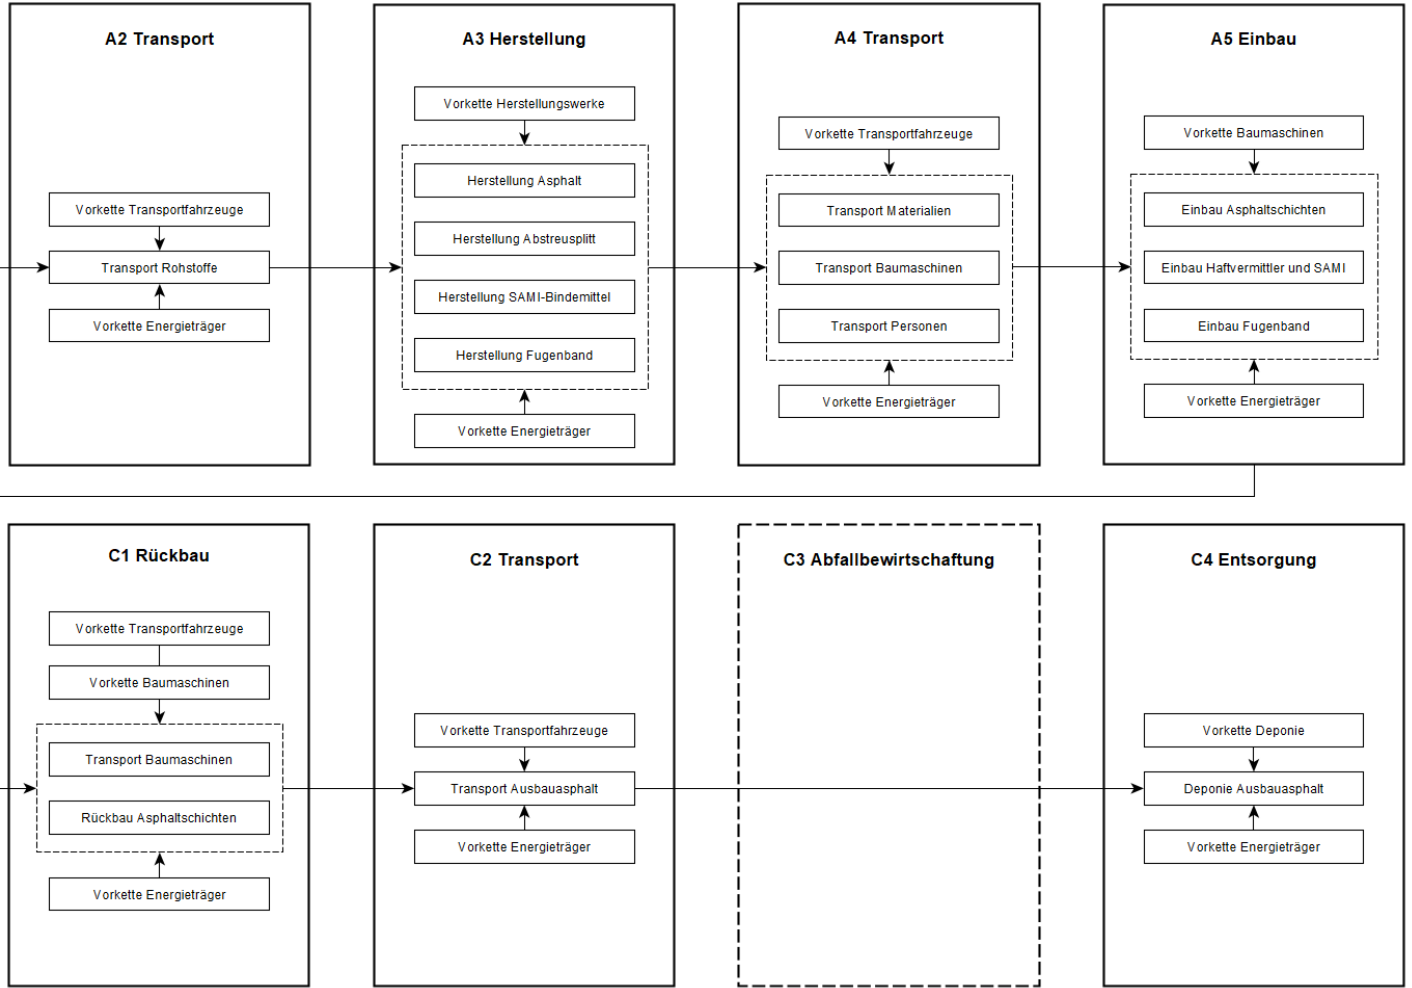 A2 Transport
Vorkette Transportfahrzeuge
Transport Rohstoffe
Vorkette Energieträger
A3 Herstellung
Vorkette Herstellungswerke
Herstellung Asphalt
Herstellung Abstreusplitt
Herstellung SAMI-Bindemittel
Herstellung Fugenband
Vorkette Energieträger
A4 Transport
Vorkette Transportfahrzeuge
Transport Materialien
Transport Baumaschinen
Transport Personen
Vorkette Energieträger
A5 Einbau
Vorkette Baumaschinen
Einbau Asphaltschichten
Einbau Haftvermittler und SAMI
Einbau Fugenband
Vorkette Energieträger
C1 Rückbau
Vorkette Transportfahrzeuge
Vorkette Baumaschinen
Transport Baumaschinen
Rückbau Asphaltschichten
Vorkette Energieträger
C2 Transport
Vorkette Transportfahrzeuge
Transport Ausbauasphalt
Vorkette Energieträger
C3 Abfallbewirtschaftung
C4 Entsorgung
Vorkette Deponie
Deponie Ausbauasphalt
Vorkette Energieträger